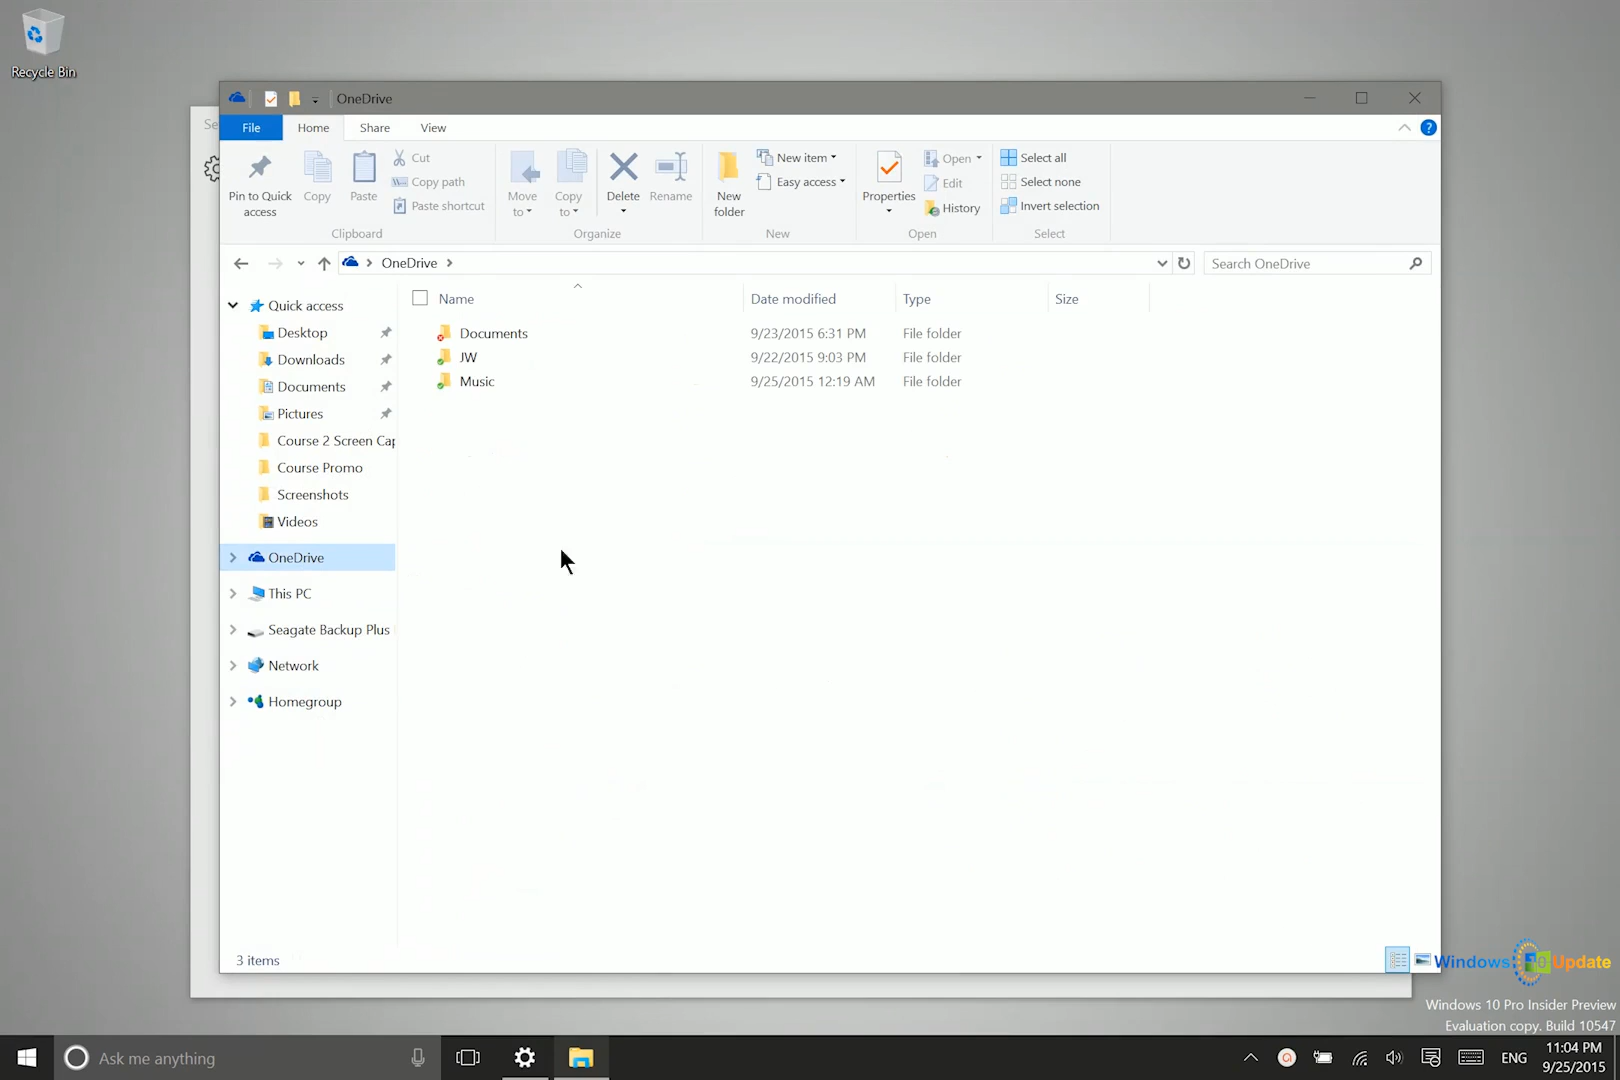 Recycle Bin
OneDrive
Se
File Home Share View
Pin to Quick access
Copy
Paste
Cut
Copy path
Paste shortcut
Clipboard
Move to
Copy to
Delete
Rename
Organize
New folder
New item
Easy access
New
Properties
Open
Edit
History
Open
Select all
Select none
Invert selection
Select
OneDrive
Search OneDrive
Name Date modified Type Size
Documents 9/23/2015 6:31 PM File folder
JW 9/22/2015 9:03 PM File folder
Music 9/25/2015 12:19 AM File folder
Quick access
Desktop
Downloads
Documents
Pictures
Course 2 Screen Cap
Course Promo
Screenshots
Videos
OneDrive
This PC
Seagate Backup Plus
Network
Homegroup
3 items
Windows 10 Update
Windows 10 Pro Insider Preview
Evaluation copy. Build 10547
Ask me anything
ENG
11:04 PM
9/25/2015